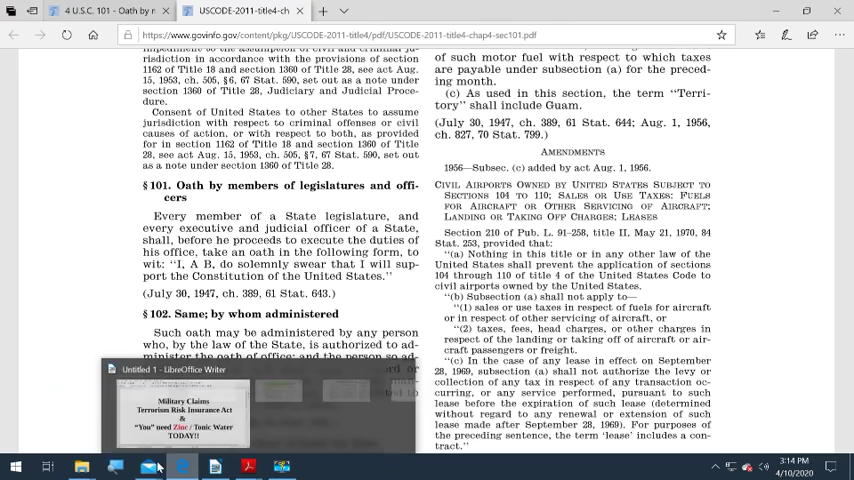 4 U.S.C. 101 - Oath by m
USCODE-2011-title4-ch
https://www.govinfo.gov/content/pkg/USCODE-2011-title4/pdf/USCODE-2011-title4-chap4-sec101.pdf
impediment to the assumption of civil and criminal ju-
risdiction in accordance with the provisions of section
1162 of Title 18 and section 1360 of Title 28, see act Aug.
15, 1953, ch. 505, §6, 67 Stat. 590, set out as a note under
section 1360 of Title 28, Judiciary and Judicial Proce-
dure.
Consent of United States to other States to assume
jurisdiction with respect to criminal offenses or civil
causes of action, or with respect to both, as provided
for in section 1162 of Title 18 and section 1360 of Title
28, see act Aug. 15, 1953, ch. 505, §7, 67 Stat. 590, set out
as a note under section 1360 of Title 28.
§101. Oath by members of legislatures and offi-
cers
Every member of a State legislature, and
every executive and judicial officer of a State,
shall, before he proceeds to execute the duties of
his office, take an oath in the following form, to
wit: “I, A B, do solemnly swear that I will sup-
port the Constitution of the United States.”
(July 30, 1947, ch. 389, 61 Stat. 643.)
§102. Same; by whom administered
Such oath may be administered by any person
who, by the law of the State, is authorized to ad-
minister the oath of office; and the person so ad-
of such motor fuel with respect to which taxes
are payable under subsection (a) for the preced-
ing month.
(c) As used in this section, the term “Terri-
tory” shall include Guam.
(July 30, 1947, ch. 389, 61 Stat. 644; Aug. 1, 1956,
ch. 827, 70 Stat. 799.)
AMENDMENTS
1956—Subsec. (c) added by act Aug. 1, 1956.
CIVIL AIRPORTS OWNED BY UNITED STATES SUBJECT TO
SECTIONS 104 TO 110; SALES OR USE TAXES; FUELS
FOR AIRCRAFT OR OTHER SERVICING OF AIRCRAFT;
LANDING OR TAKING OFF CHARGES; LEASES
Section 210 of Pub. L. 91–258, title II, May 21, 1970, 84
Stat. 253, provided that:
“(a) Nothing in this title or in any other law of the
United States shall prevent the application of sections
104 through 110 of title 4 of the United States Code to
civil airports owned by the United States.
“(b) Subsection (a) shall not apply to—
“(1) sales or use taxes in respect of fuels for aircraft
or in respect of other servicing of aircraft, or
“(2) taxes, fees, head charges, or other charges in
respect of the landing or taking off of aircraft or air-
craft passengers or freight.
“(c) In the case of any lease in effect on September
28, 1969, subsection (a) shall not authorize the levy or
collection of any tax in respect of any transaction oc-
curring, or any service performed, pursuant to such
lease before the expiration of such lease (determined
without regard to any renewal or extension of such
lease made after September 28, 1969). For purposes of
the preceding sentence, the term ‘lease’ includes a con-
tract.”
Untitled 1 - LibreOffice Writer
Military Claims
Terrorism Risk Insurance Act
&
“You” need Zinc / Tonic Water
TODAY!!
3:14 PM
4/10/2020